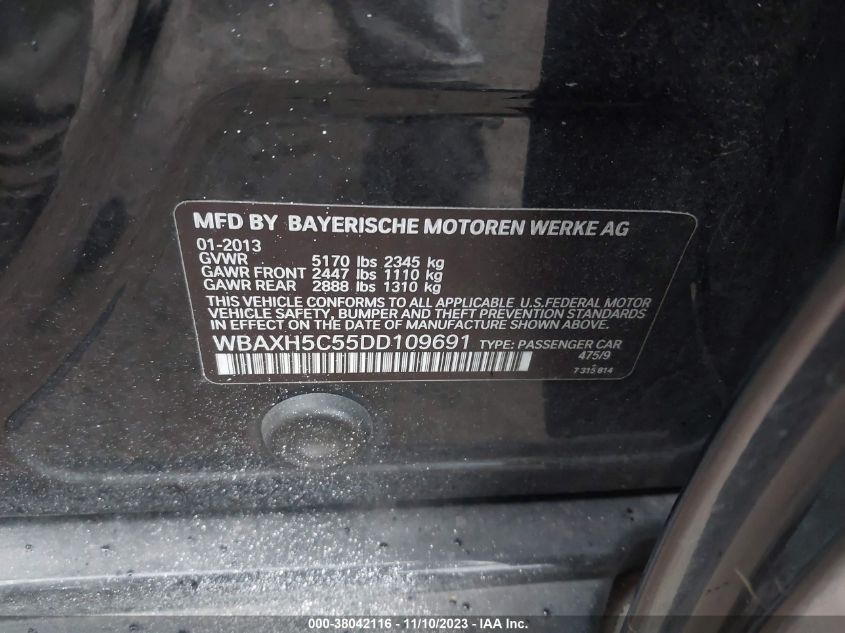 MFD BY BAYERISCHE MOTOREN WERKE AG
01-2013
GVWR 5170 lbs 2345 kg
GAWR FRONT 2447 lbs 1110 kg
GAWR REAR 2888 lbs 1310 kg
THIS VEHICLE CONFORMS TO ALL APPLICABLE U.S.FEDERAL MOTOR
VEHICLE SAFETY, BUMPER AND THEFT PREVENTION STANDARDS
IN EFFECT ON THE DATE OF MANUFACTURE SHOWN ABOVE.
WBAXH5C55DD109691 TYPE: PASSENGER CAR
475/9
7 315 814
000-38042116 - 11/10/2023 - IAA Inc.